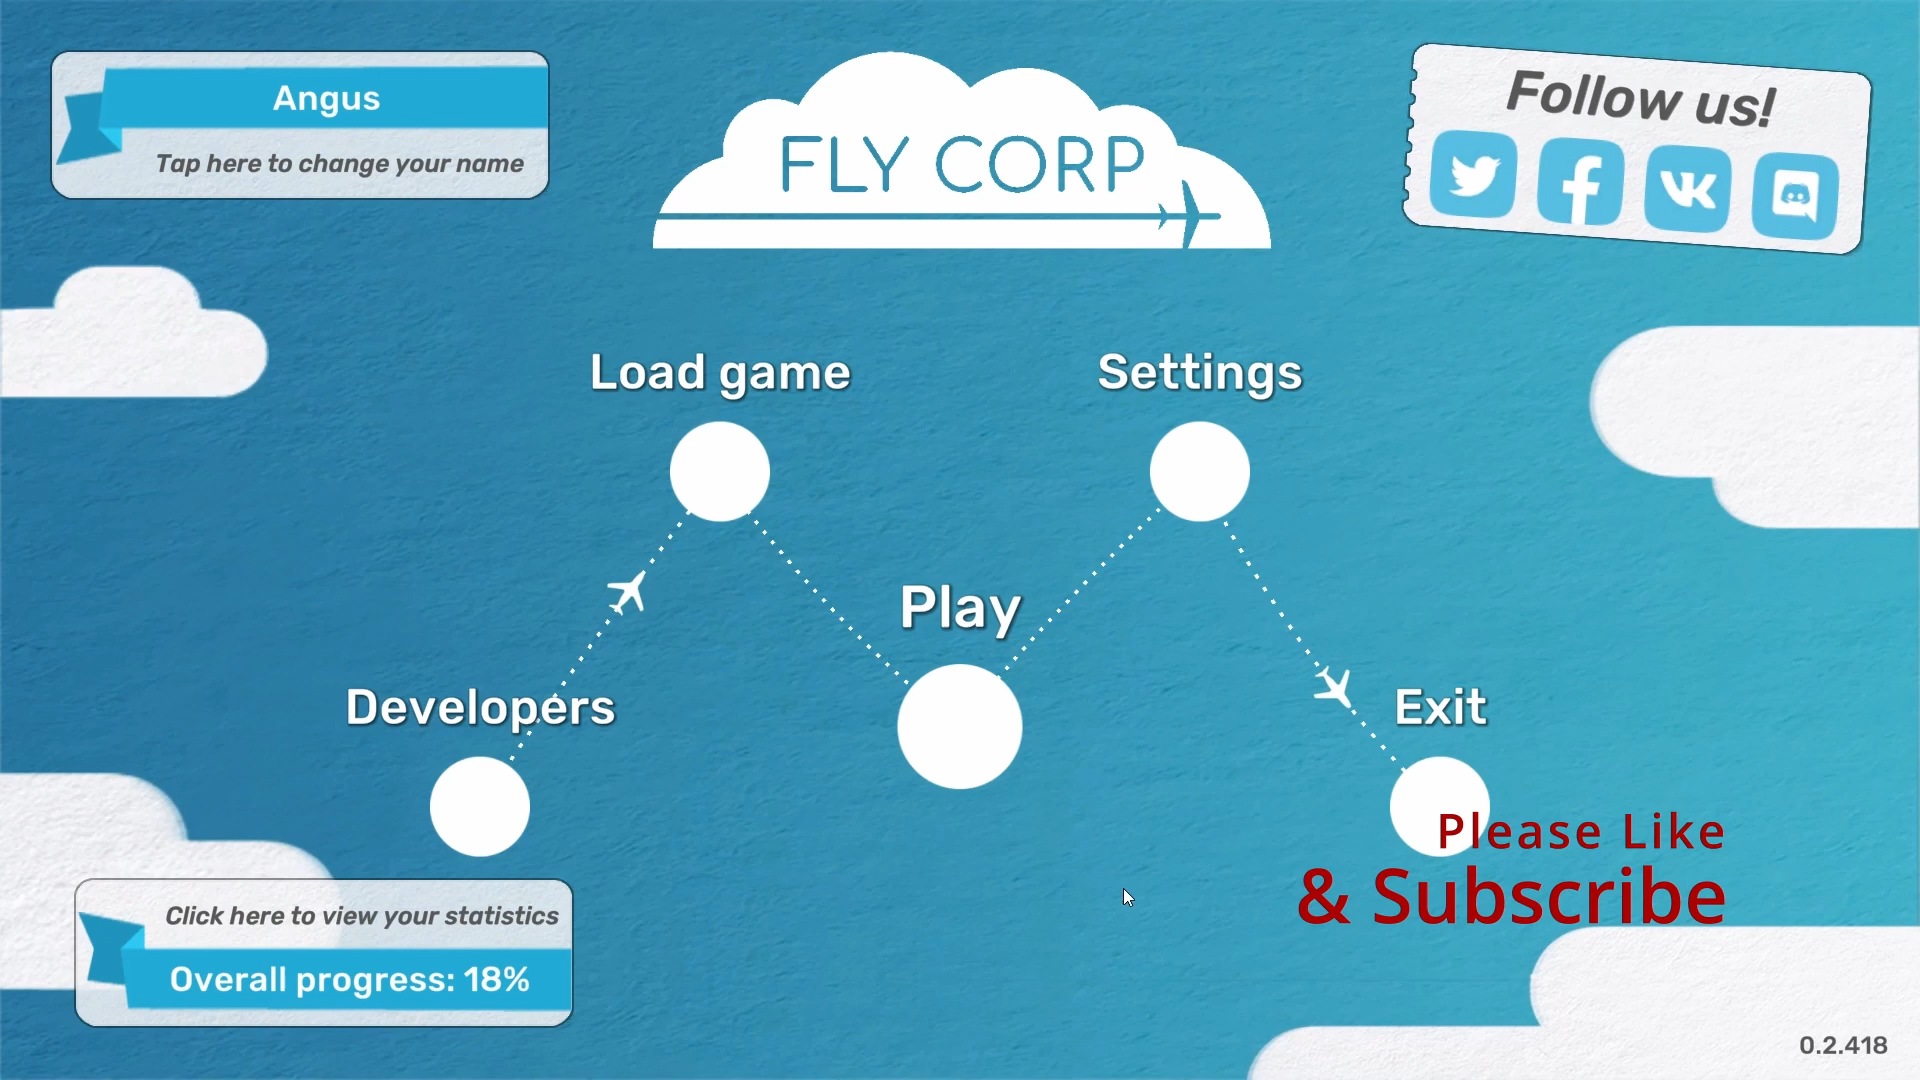 Angus
Tap here to change your name
FLY CORP
Follow us!
Load game
Settings
Play
Developers
Exit
Please Like
& Subscribe
Click here to view your statistics
Overall progress: 18%
0.2.418